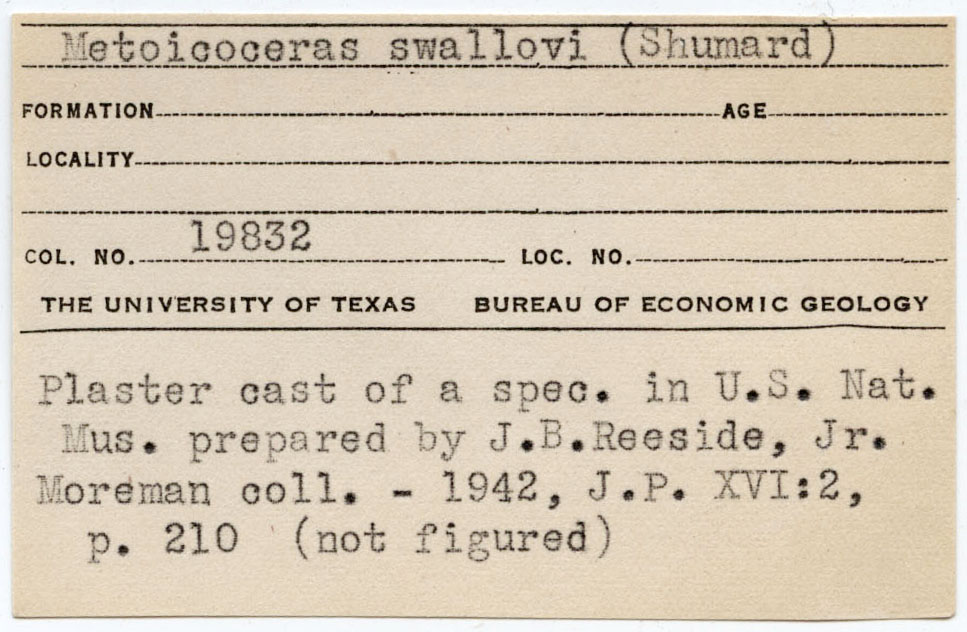 Metoicoceras swallovi (Shumard)
FORMATION AGE
LOCALITY
COL. NO. 19832 LOC. NO.
THE UNIVERSITY OF TEXAS BUREAU OF ECONOMIC GEOLOGY
Plaster cast of a spec. in U.S. Nat.
Mus. prepared by J.B.Reeside, Jr.
Moreman coll. - 1942, J.P. XVI:2,
p. 210 (not figured)